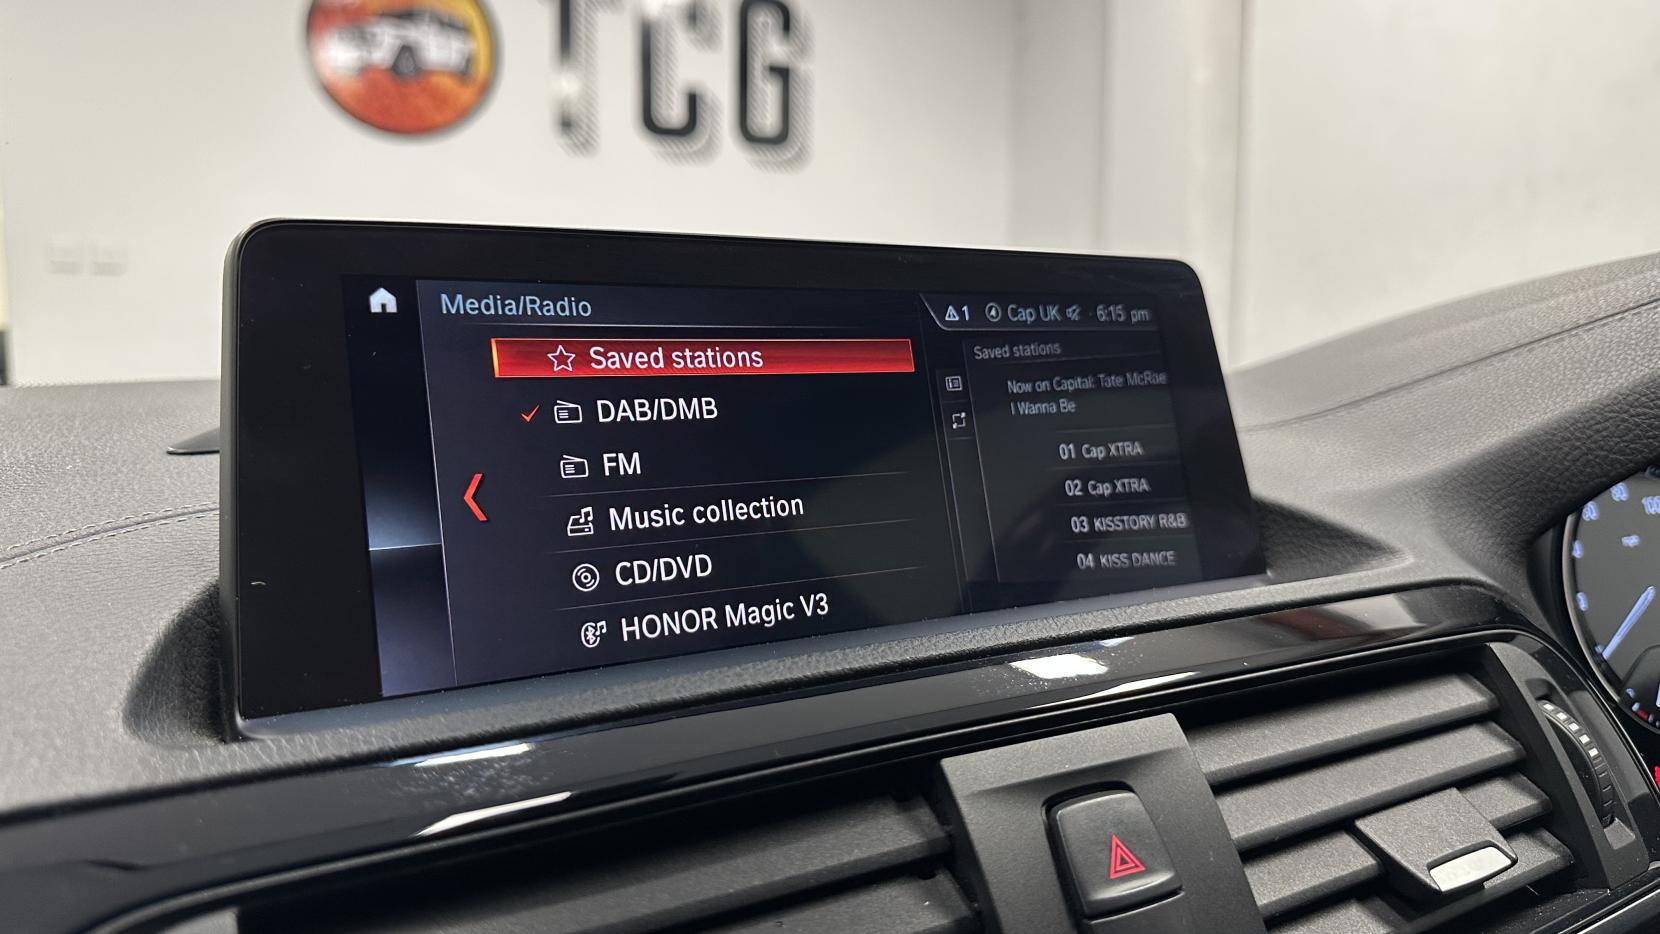 TCG
Media/Radio
1 Cap UK 6:15 pm
Saved stations
DAB/DMB
FM
Music collection
CD/DVD
HONOR Magic V3
Saved stations
Now on Capital: Tate McRae
I Wanna Be
01 Cap XTRA
02 Cap XTRA
03 KISSTORY R&B
04 KISS DANCE